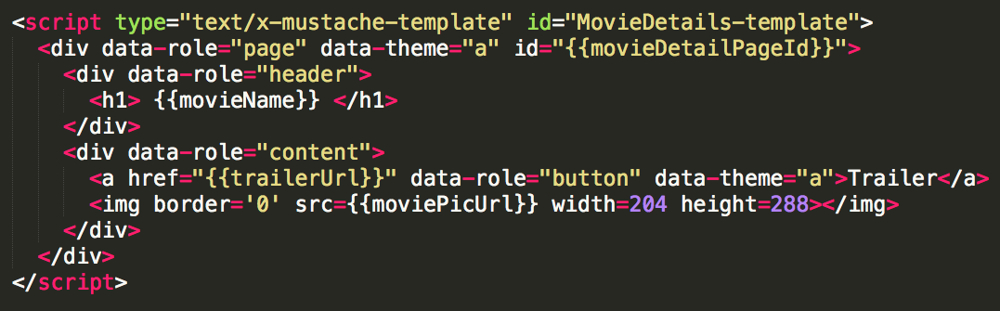 <script type="text/x-mustache-template" id="MovieDetails-template">
<div data-role="page" data-theme="a" id="{{movieDetailPageId}}">
<div data-role="header">
<h1> {{movieName}} </h1>
</div>
<div data-role="content">
<a href="{{trailerUrl}}" data-role="button" data-theme="a">Trailer</a>
<img border='0' src={{moviePicUrl}} width=204 height=288></img>
</div>
</div>
</script>